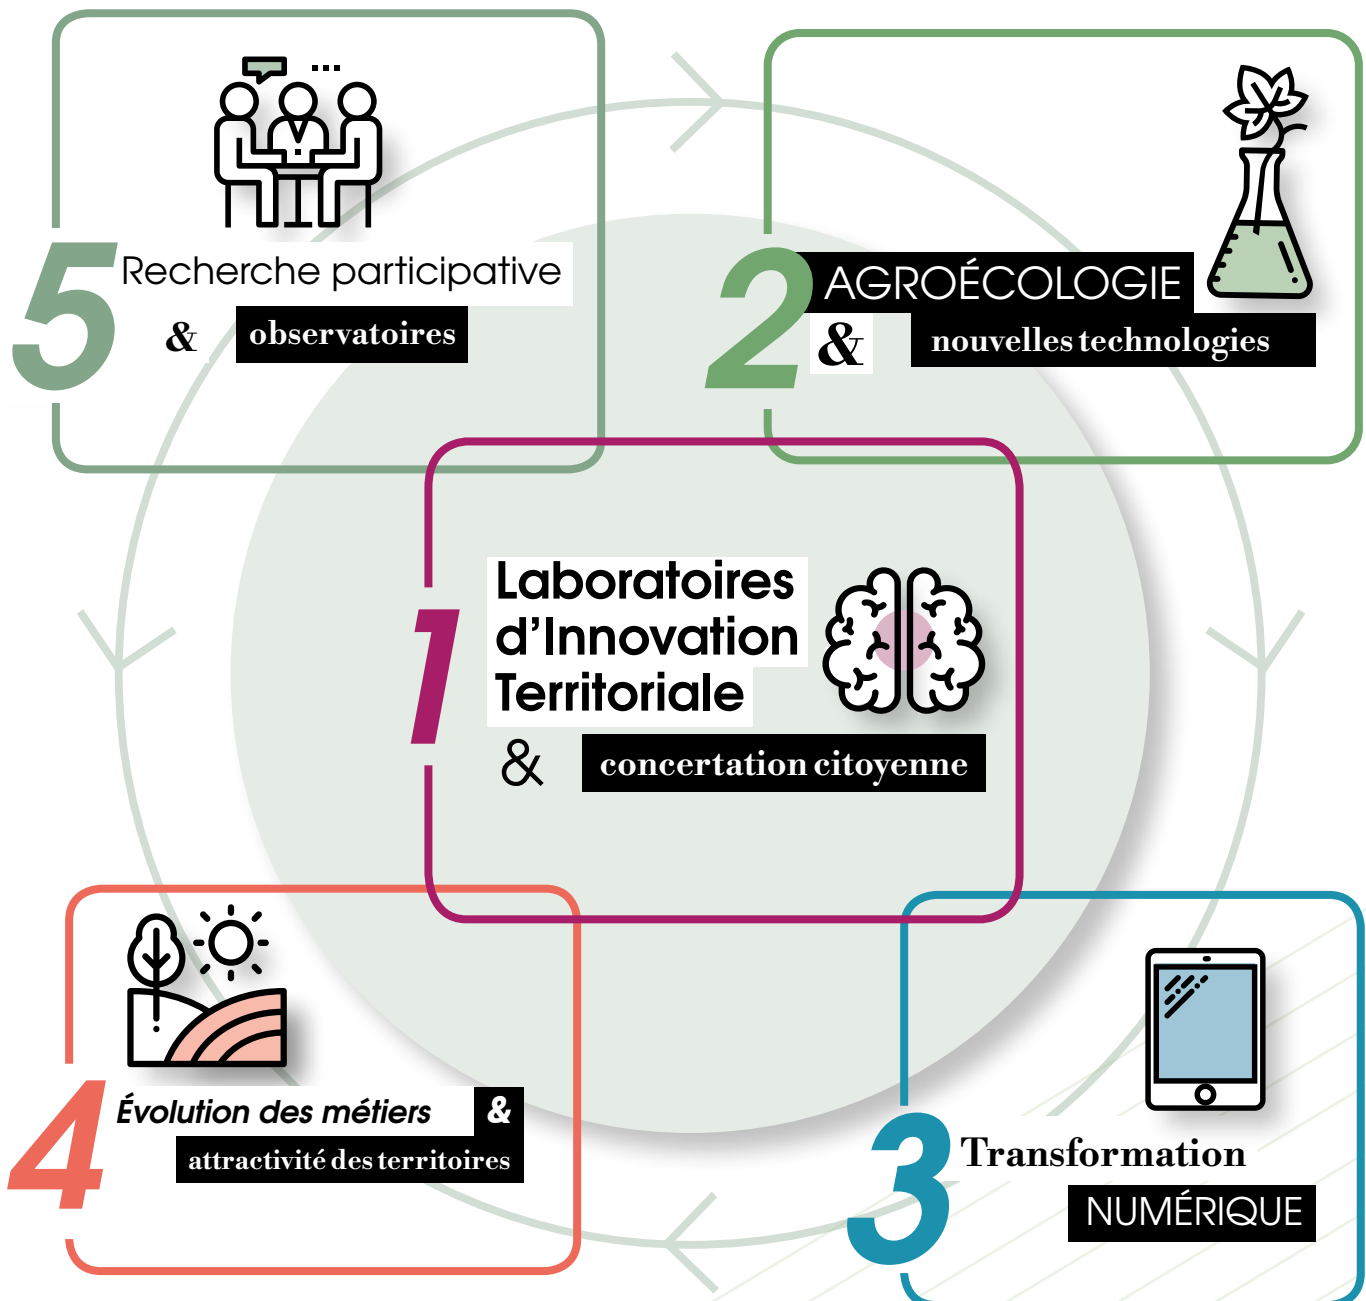 5
Recherche participative
& observatoires
2
AGROÉCOLOGIE
& nouvelles technologies
1
Laboratoires
d'Innovation
Territoriale
& concertation citoyenne
4
Évolution des métiers &
attractivité des territoires
3
Transformation
NUMÉRIQUE